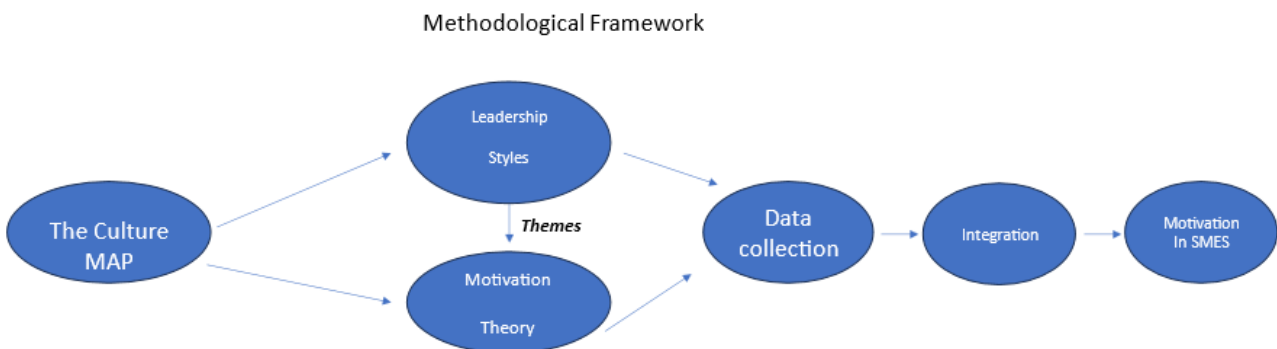 Methodological Framework
Leadership
Styles
The Culture
MAP
Themes
Motivation
Theory
Data
collection
Integration
Motivation
In SMES